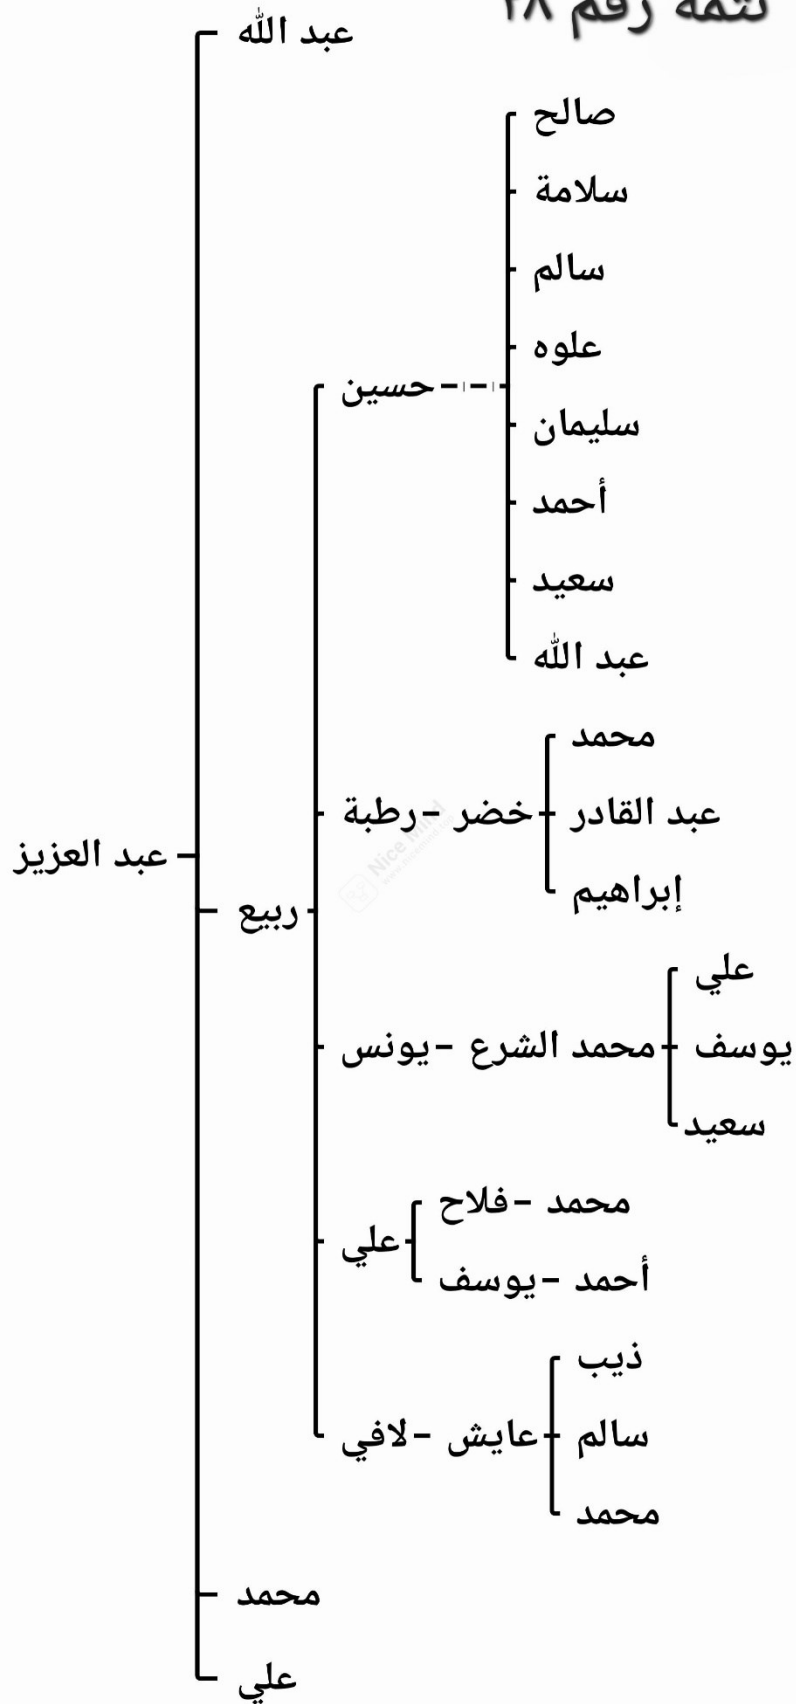 تتمة رقم ٢٨
عبد الله
صالح
سلامة
سالم
علوه
حسين
سليمان
أحمد
سعيد
عبد الله
محمد
رطبة - خضر
عبد القادر
إبراهيم
عبد العزيز
ربيع
علي
يونس - محمد الشرع
يوسف
سعيد
علي
فلاح - محمد
يوسف - أحمد
ذيب
لافي - عايش
سالم
محمد
محمد
علي
Nice Mind